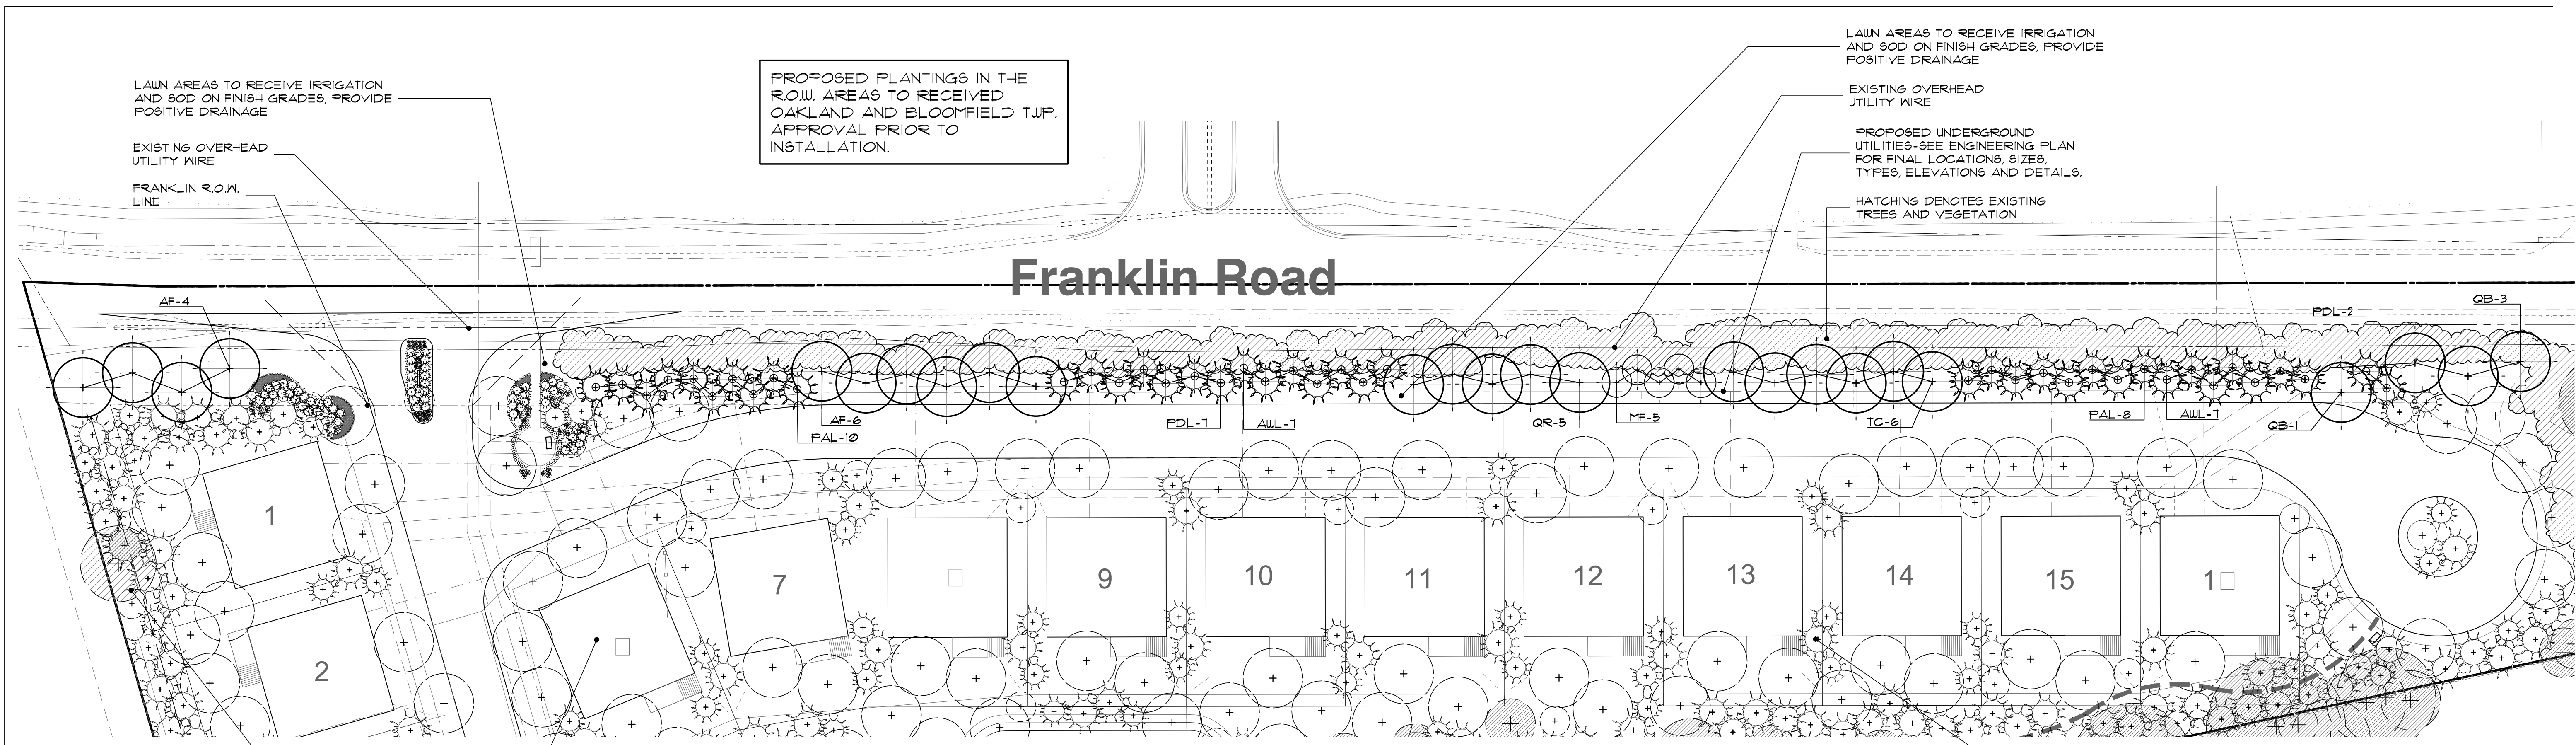 LAWN AREAS TO RECEIVE IRRIGATION
AND SOD ON FINISH GRADES, PROVIDE
POSITIVE DRAINAGE
EXISTING OVERHEAD
UTILITY WIRE
FRANKLIN R.O.W.
LINE
PROPOSED PLANTINGS IN THE
R.O.W. AREAS TO RECEIVED
OAKLAND AND BLOOMFIELD TWP.
APPROVAL PRIOR TO
INSTALLATION.
LAWN AREAS TO RECEIVE IRRIGATION
AND SOD ON FINISH GRADES, PROVIDE
POSITIVE DRAINAGE
EXISTING OVERHEAD
UTILITY WIRE
PROPOSED UNDERGROUND
UTILITIES-SEE ENGINEERING PLAN
FOR FINAL LOCATIONS, SIZES,
TYPES, ELEVATIONS AND DETAILS.
HATCHING DENOTES EXISTING
TREES AND VEGETATION
Franklin Road
AF-4
QB-3
PDL-2
AF-6
PAL-10
PDL-7
AWL-7
QR-5
MF-5
TC-6
PAL-8
AWL-7
QB-1
1
2
7
9
10
11
12
13
14
15
1